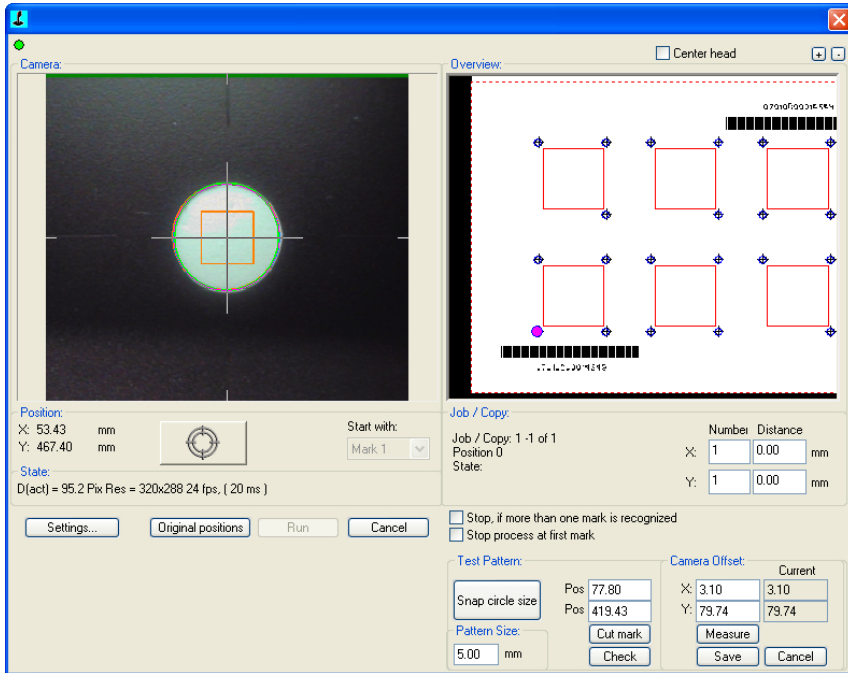 Center head
+ -
Camera:
Overview:
Position:
X: 53.43 mm
Y: 467.40 mm
Start with:
Mark 1
State:
D(act) = 95.2 Pix Res = 320x288 24 fps, ( 20 ms )
Settings...
Original positions
Run
Cancel
Job / Copy:
Job / Copy: 1 -1 of 1
Position 0
State:
Number Distance
X: 1 0.00 mm
Y: 1 0.00 mm
Stop, if more than one mark is recognized
Stop process at first mark
Test Pattern:
Snap circle size
Pos 77.80
Pos 419.43
Cut mark
Check
Pattern Size:
5.00 mm
Camera Offset:
Current
X: 3.10 3.10
Y: 79.74 79.74
Measure
Save
Cancel